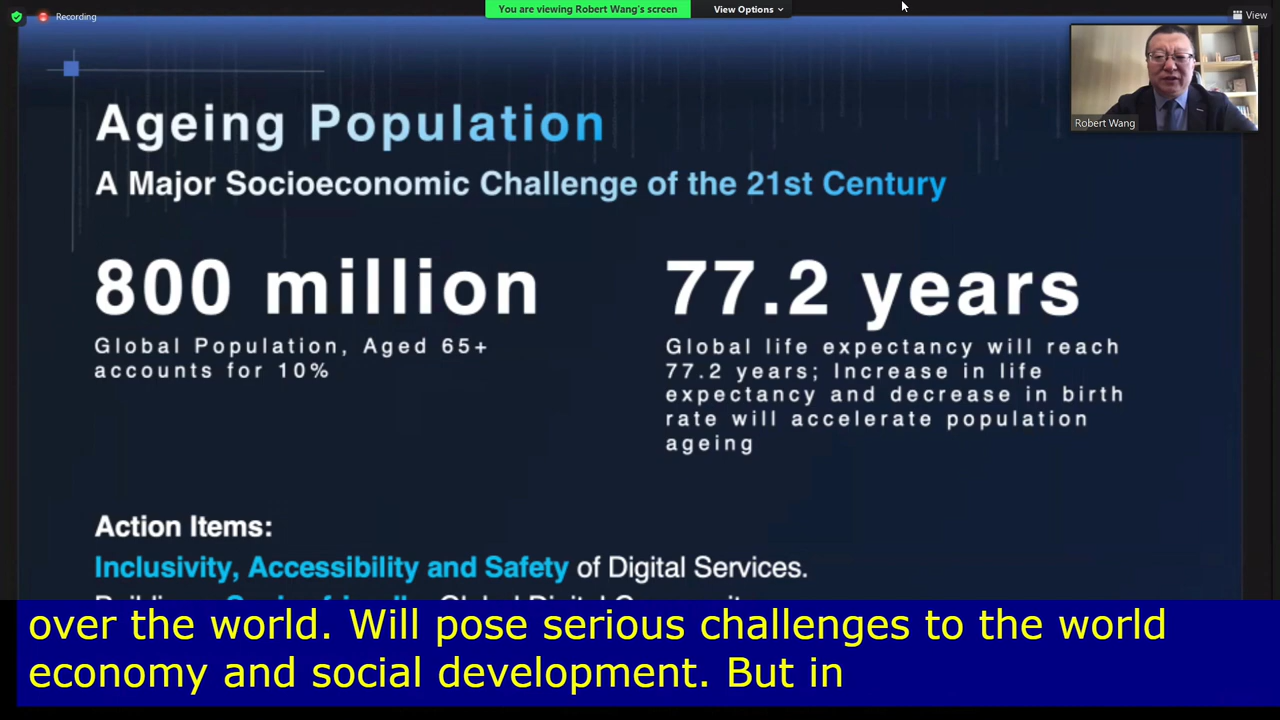 Recording
You are viewing Robert Wang's screen
View Options
View
Robert Wang
Ageing Population
A Major Socioeconomic Challenge of the 21st Century
800 million
Global Population, Aged 65+
accounts for 10%
77.2 years
Global life expectancy will reach
77.2 years; Increase in life
expectancy and decrease in birth
rate will accelerate population
ageing
Action Items:
Inclusivity, Accessibility and Safety of Digital Services.
over the world. Will pose serious challenges to the world
economy and social development. But in